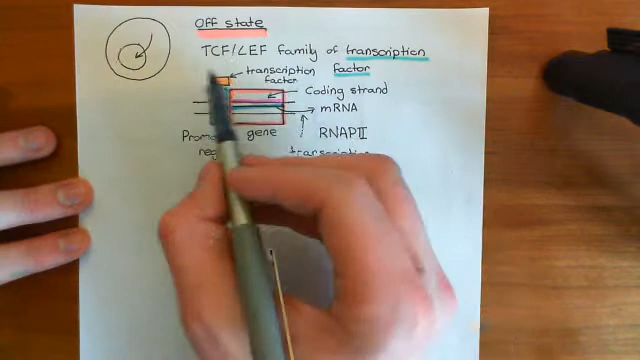 Off state
TCF/LEF family of transcription
factor
transcription
factor
Coding strand
mRNA
gene
RNAPII